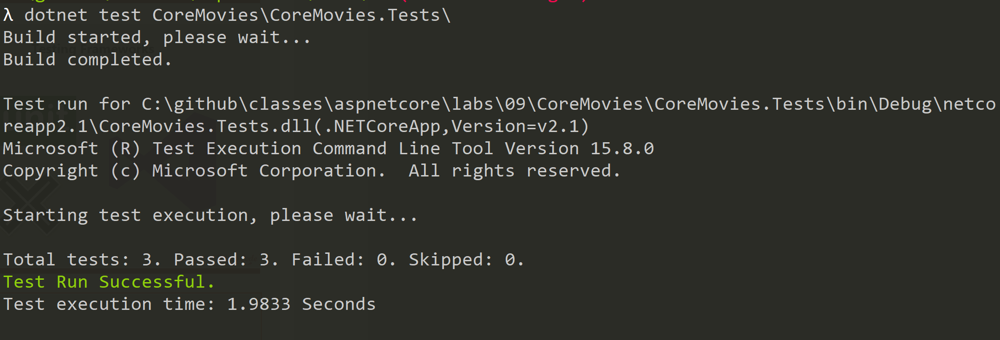 λ dotnet test CoreMovies\CoreMovies.Tests\
Build started, please wait...
Testing Frameworks
Build completed.
Test run for C:\github\classes\aspnetcore\labs\09\CoreMovies\CoreMovies.Tests\bin\Debug\netco
reapp2.1\CoreMovies.Tests.dll(.NETCoreApp,Version=v2.1)
Microsoft (R) Test Execution Command Line Tool Version 15.8.0
Copyright (c) Microsoft Corporation.  All rights reserved.
Starting test execution, please wait...
Total tests: 3. Passed: 3. Failed: 0. Skipped: 0.
Test Run Successful.
Test execution time: 1.9833 Seconds